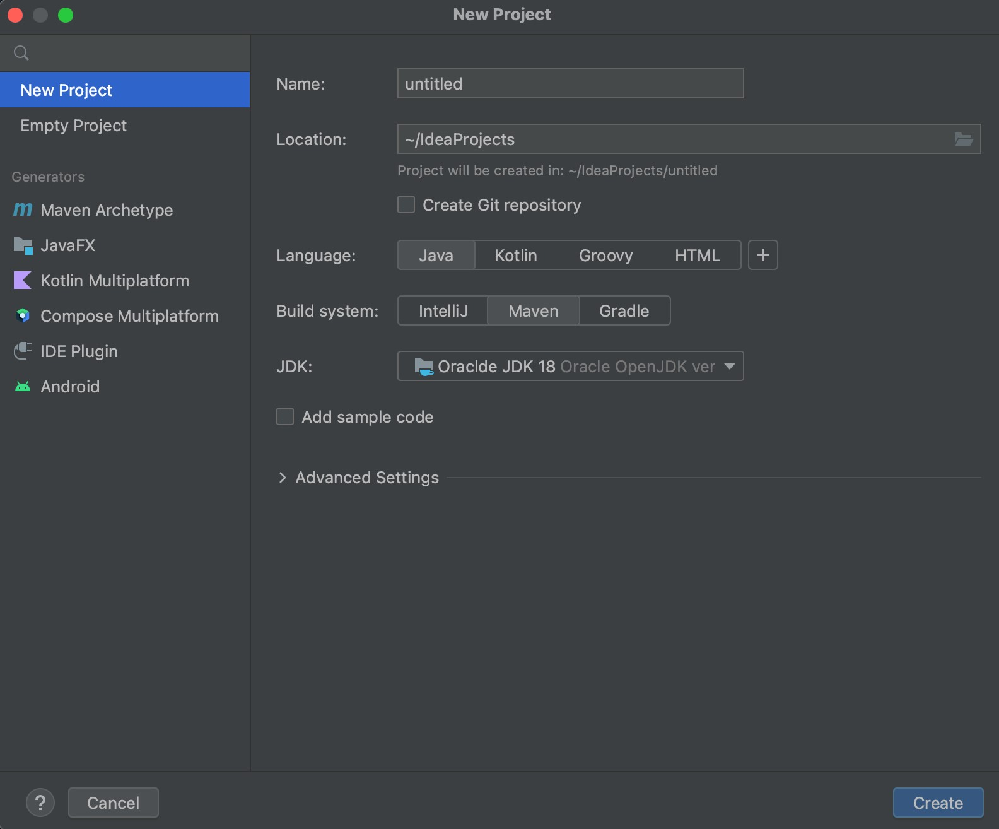 New Project
New Project
Empty Project
Generators
Maven Archetype
JavaFX
Kotlin Multiplatform
Compose Multiplatform
IDE Plugin
Android
Name: untitled
Location: ~/IdeaProjects
Project will be created in: ~/IdeaProjects/untitled
Create Git repository
Language: Java Kotlin Groovy HTML +
Build system: IntelliJ Maven Gradle
JDK: Oraclde JDK 18 Oracle OpenJDK ver
Add sample code
Advanced Settings
? Cancel Create